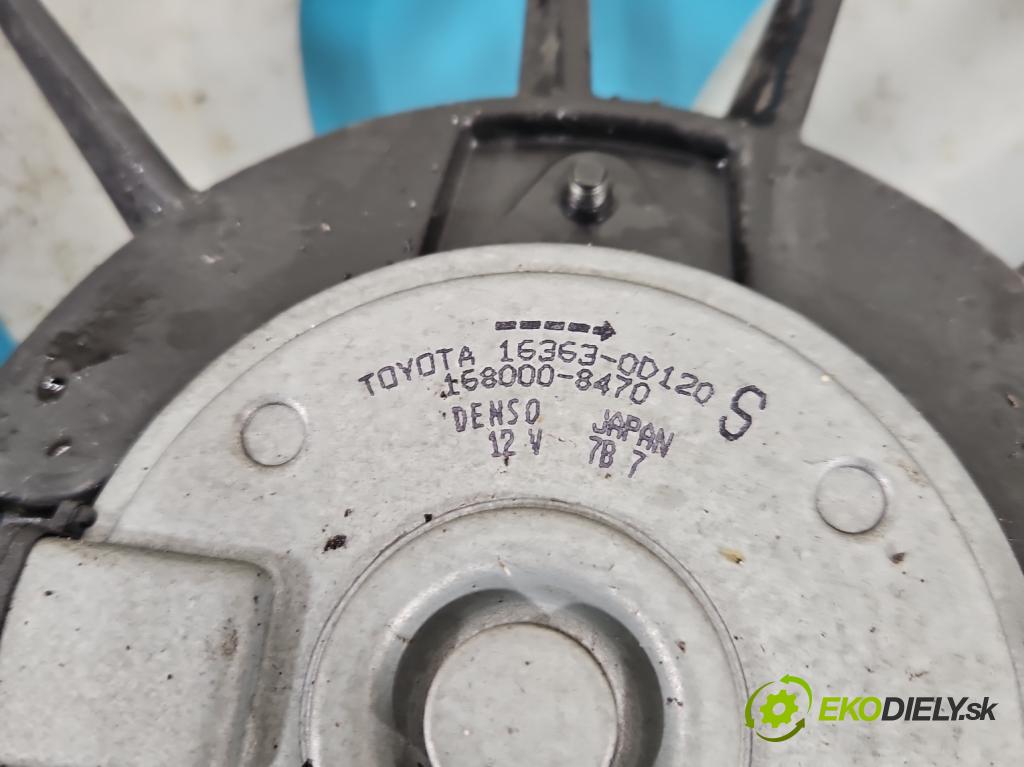 TOYOTA 16363-0D120
168000-8470 S
DENSO JAPAN
12 V 7B 7
EKODIELY.sk